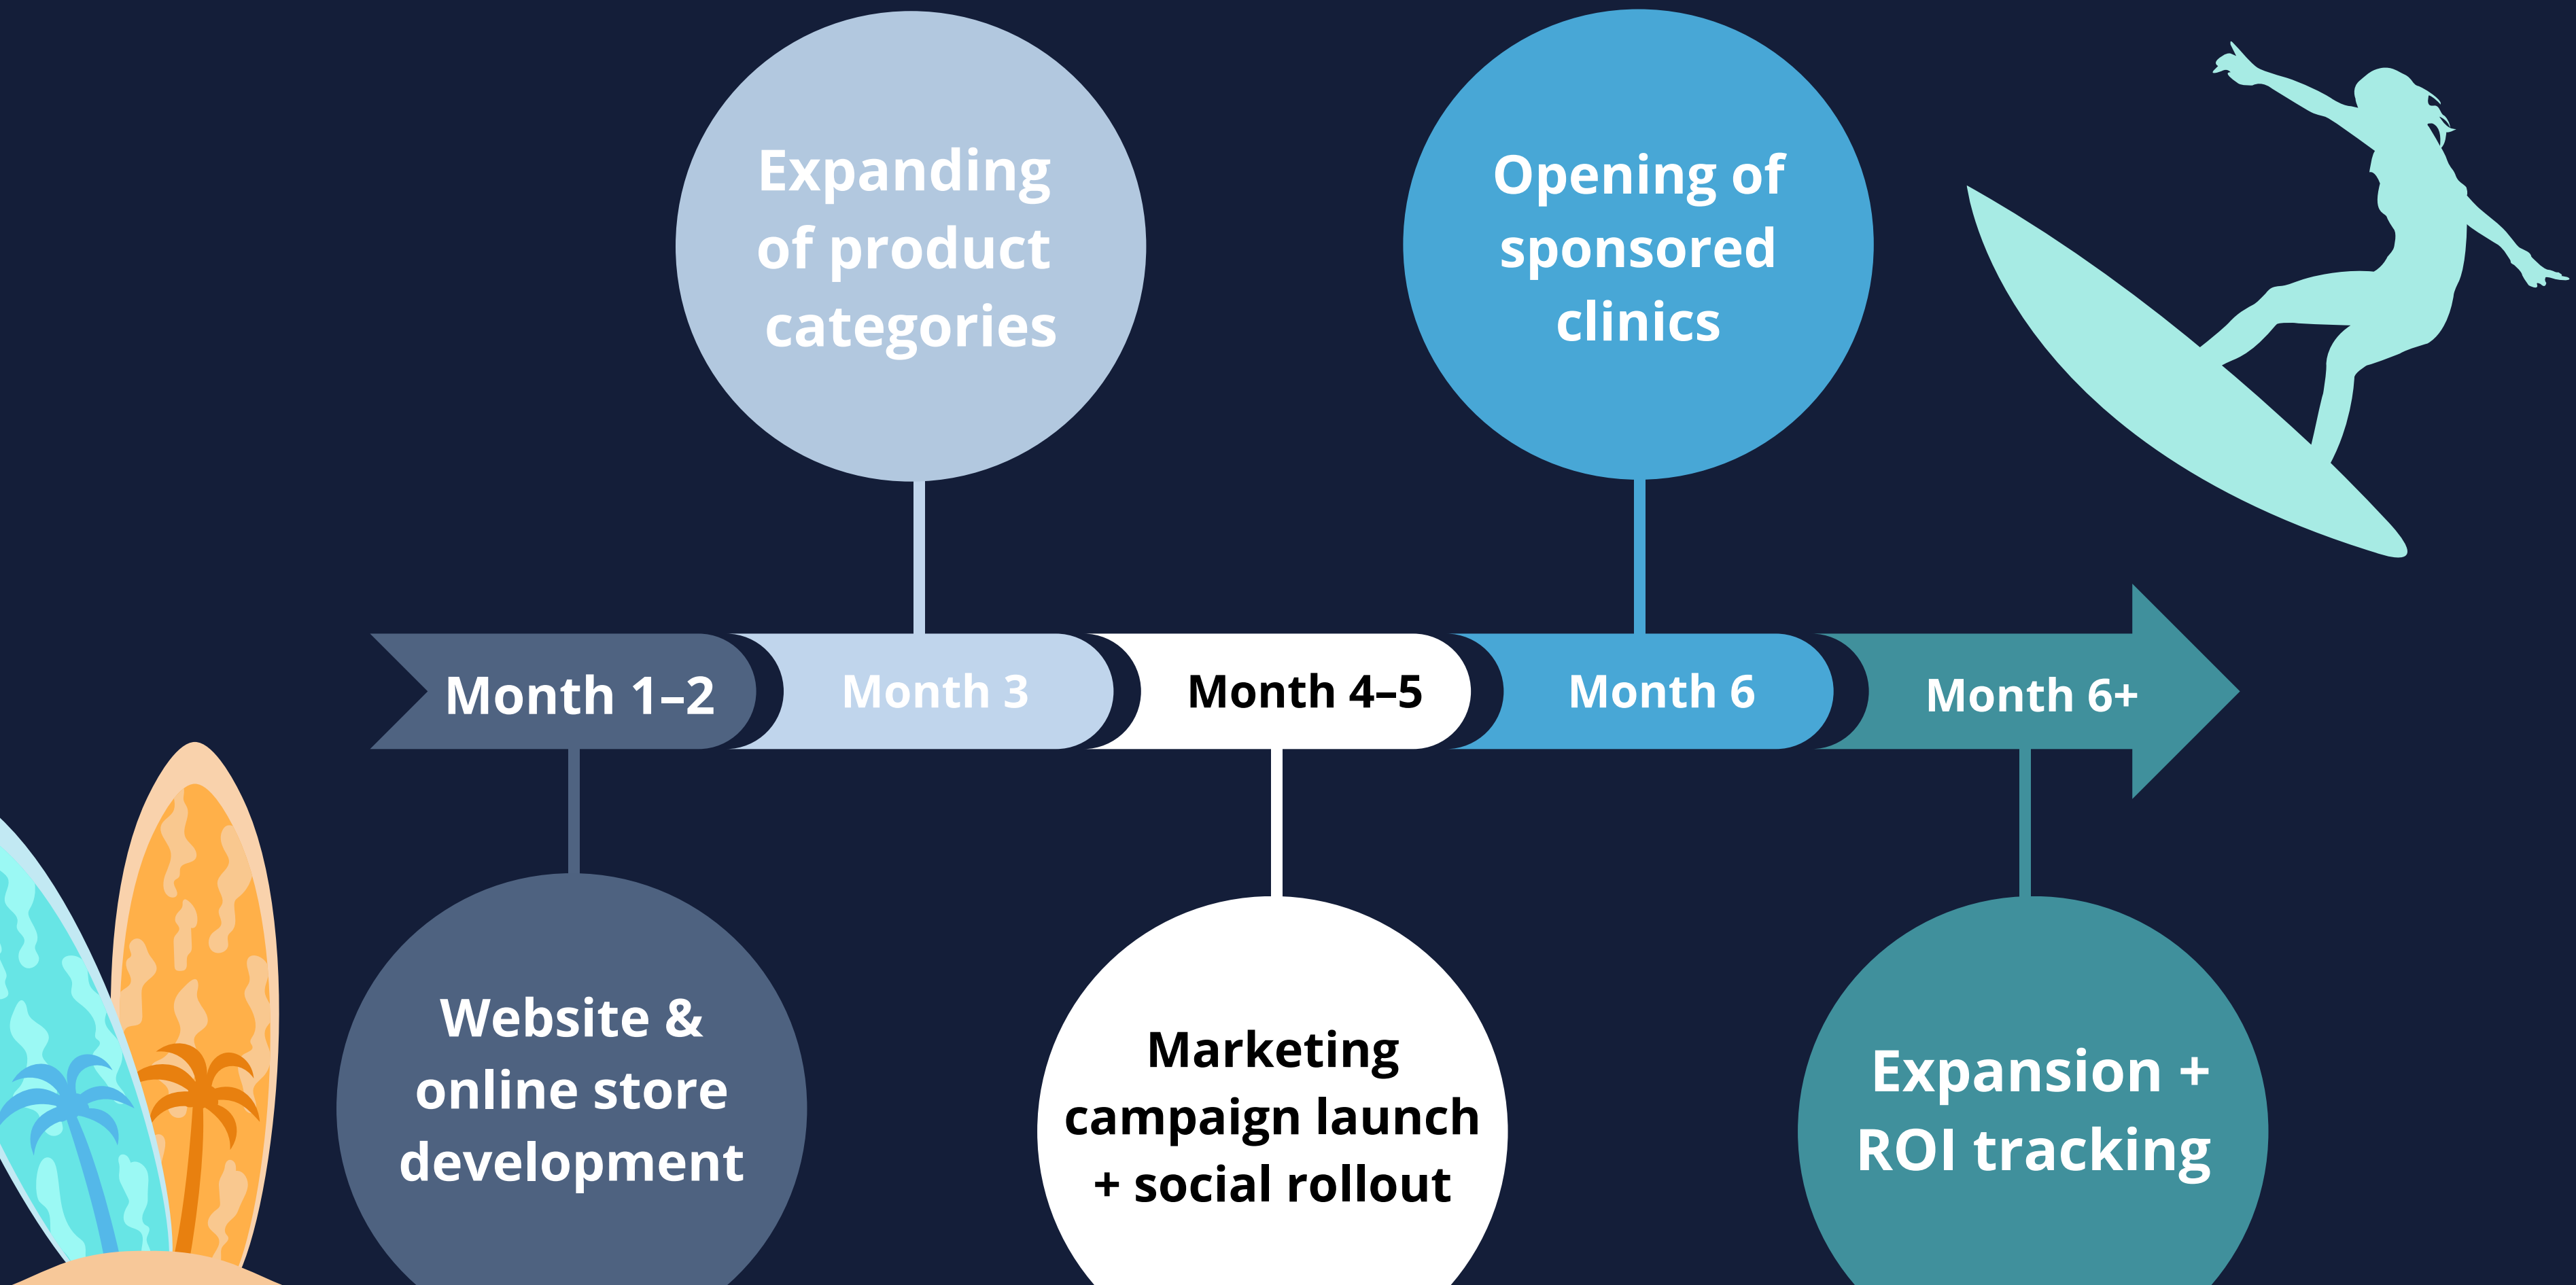 Expanding
of product
categories
Opening of
sponsored
clinics
Month 1–2
Month 3
Month 4–5
Month 6
Month 6+
Website &
online store
development
Marketing
campaign launch
+ social rollout
Expansion +
ROI tracking